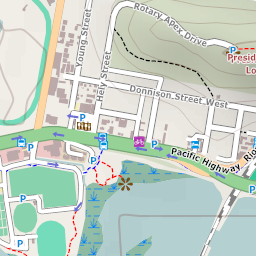 Rotary Apex Drive
Young Street
Hely Street
Presid
Lo
Donnison Street West
Pacific Highway
P
P
P
P